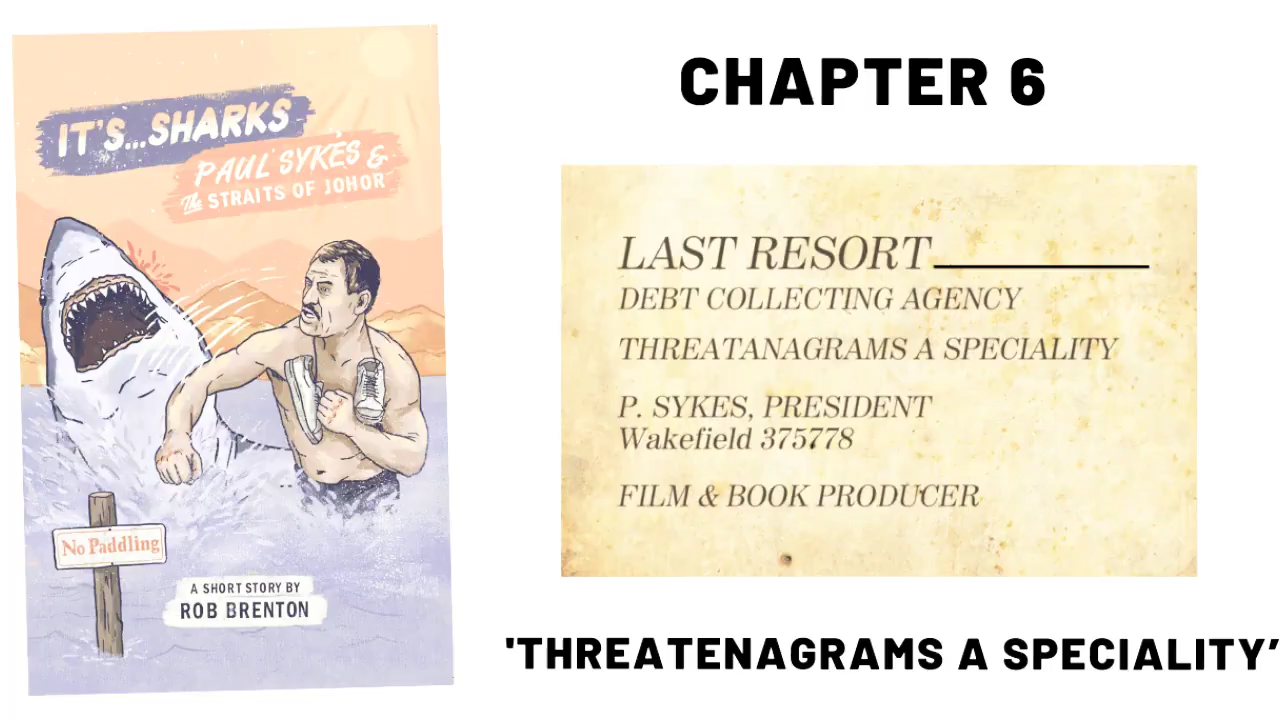 IT'S...SHARKS
PAUL SYKES &
The STRAITS OF JOHOR
No Paddling
A SHORT STORY BY
ROB BRENTON
CHAPTER 6
LAST RESORT
DEBT COLLECTING AGENCY
THREATANAGRAMS A SPECIALITY
P. SYKES, PRESIDENT
Wakefield 375778
FILM & BOOK PRODUCER
'THREATENAGRAMS A SPECIALITY’